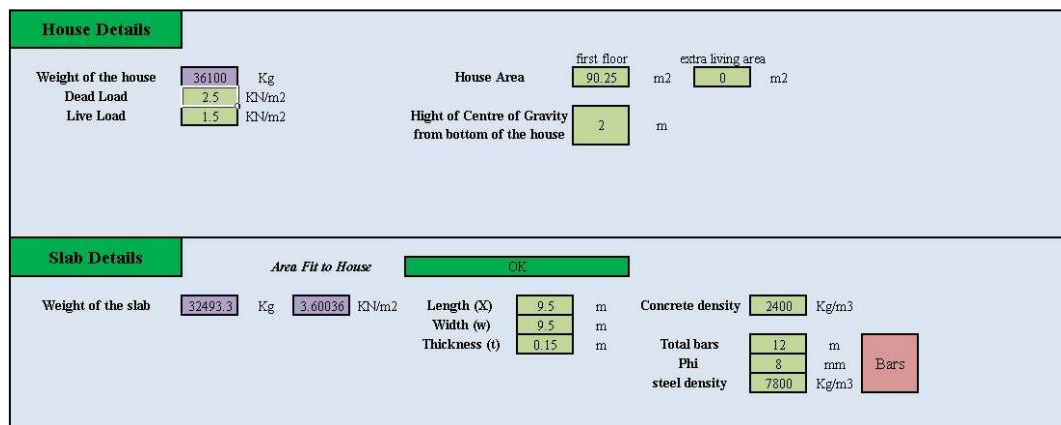 House Details
first floor extra living area
Weight of the house 36100 Kg House Area 90.25 m2 0 m2
Dead Load 2.5 KN/m2
Live Load 1.5 KN/m2
Hight of Centre of Gravity
from bottom of the house 2 m
Slab Details
Area Fit to House OK
Weight of the slab 32493.3 Kg 3.60036 KN/m2 Length (X) 9.5 m Concrete density 2400 Kg/m3
Width (w) 9.5 m
Thickness (t) 0.15 m Total bars 12 m
Phi 8 mm Bars
steel density 7800 Kg/m3